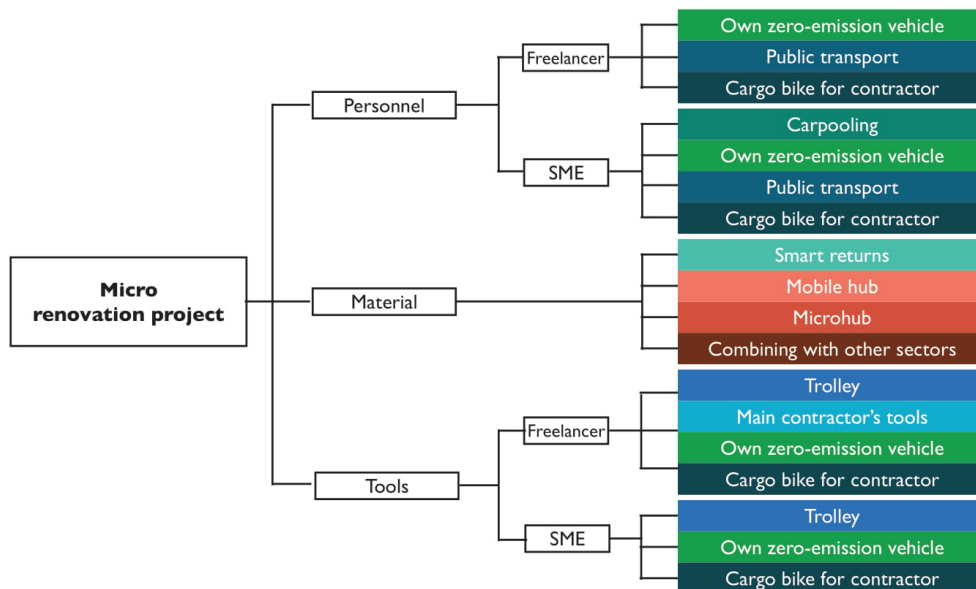 Own zero-emission vehicle
Freelancer
Public transport
Cargo bike for contractor
Personnel
Carpooling
Own zero-emission vehicle
SME
Public transport
Cargo bike for contractor
Micro
renovation project
Smart returns
Mobile hub
Material
Microhub
Combining with other sectors
Trolley
Main contractor's tools
Freelancer
Own zero-emission vehicle
Cargo bike for contractor
Tools
Trolley
SME
Own zero-emission vehicle
Cargo bike for contractor